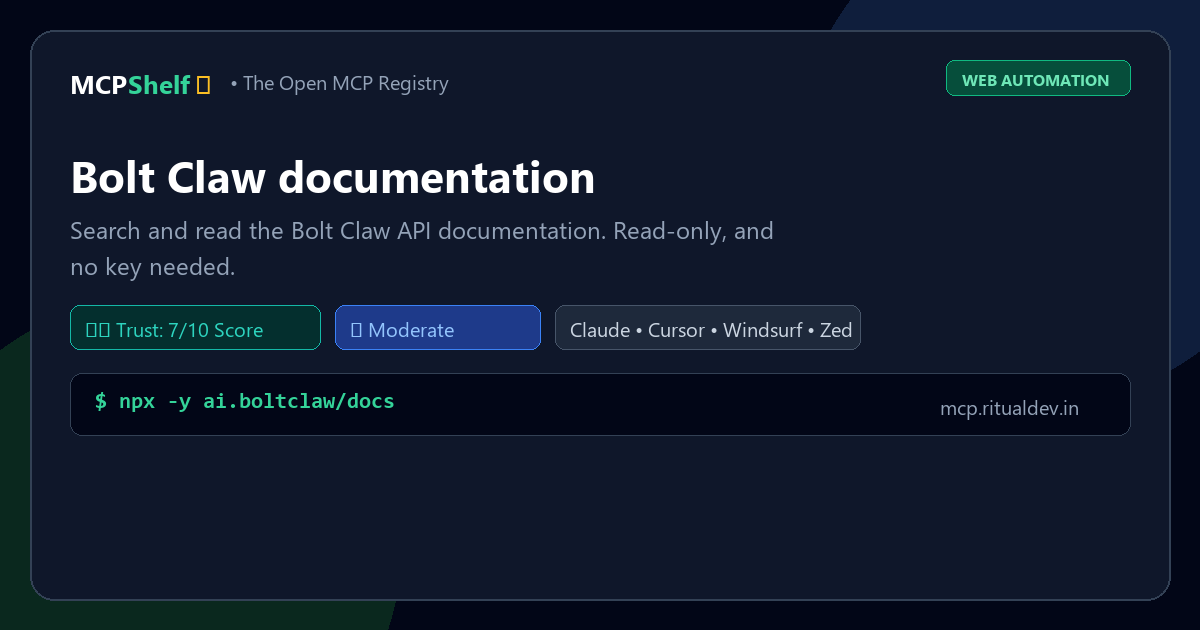 MCPShelf • The Open MCP Registry
WEB AUTOMATION
Bolt Claw documentation
Search and read the Bolt Claw API documentation. Read-only, and
no key needed.
Trust: 7/10 Score
Moderate
Claude • Cursor • Windsurf • Zed
$ npx -y ai.boltclaw/docs
mcp.ritualdev.in